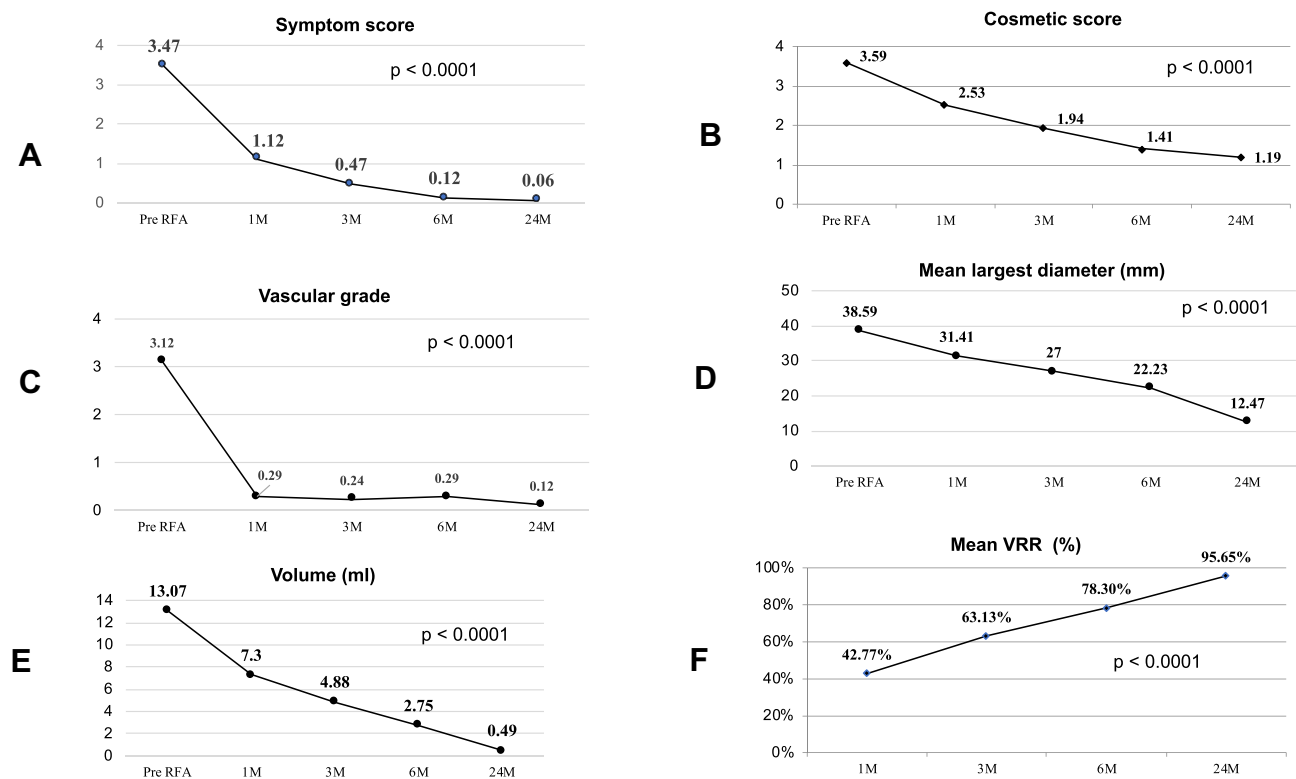 A
Symptom score
p < 0.0001
4
3
2
1
0
3.47
1.12
0.47
0.12
0.06
Pre RFA 1M 3M 6M 24M
B
Cosmetic score
p < 0.0001
4
3
2
1
0
3.59
2.53
1.94
1.41
1.19
Pre RFA 1M 3M 6M 24M
C
Vascular grade
p < 0.0001
4
3
2
1
0
3.12
0.29
0.24
0.29
0.12
Pre RFA 1M 3M 6M 24M
D
Mean largest diameter (mm)
p < 0.0001
50
40
30
20
10
0
38.59
31.41
27
22.23
12.47
Pre RFA 1M 3M 6M 24M
E
Volume (ml)
p < 0.0001
14
12
10
8
6
4
2
0
13.07
7.3
4.88
2.75
0.49
Pre RFA 1M 3M 6M 24M
F
Mean VRR (%)
p < 0.0001
100%
80%
60%
40%
20%
0%
42.77%
63.13%
78.30%
95.65%
1M 3M 6M 24M